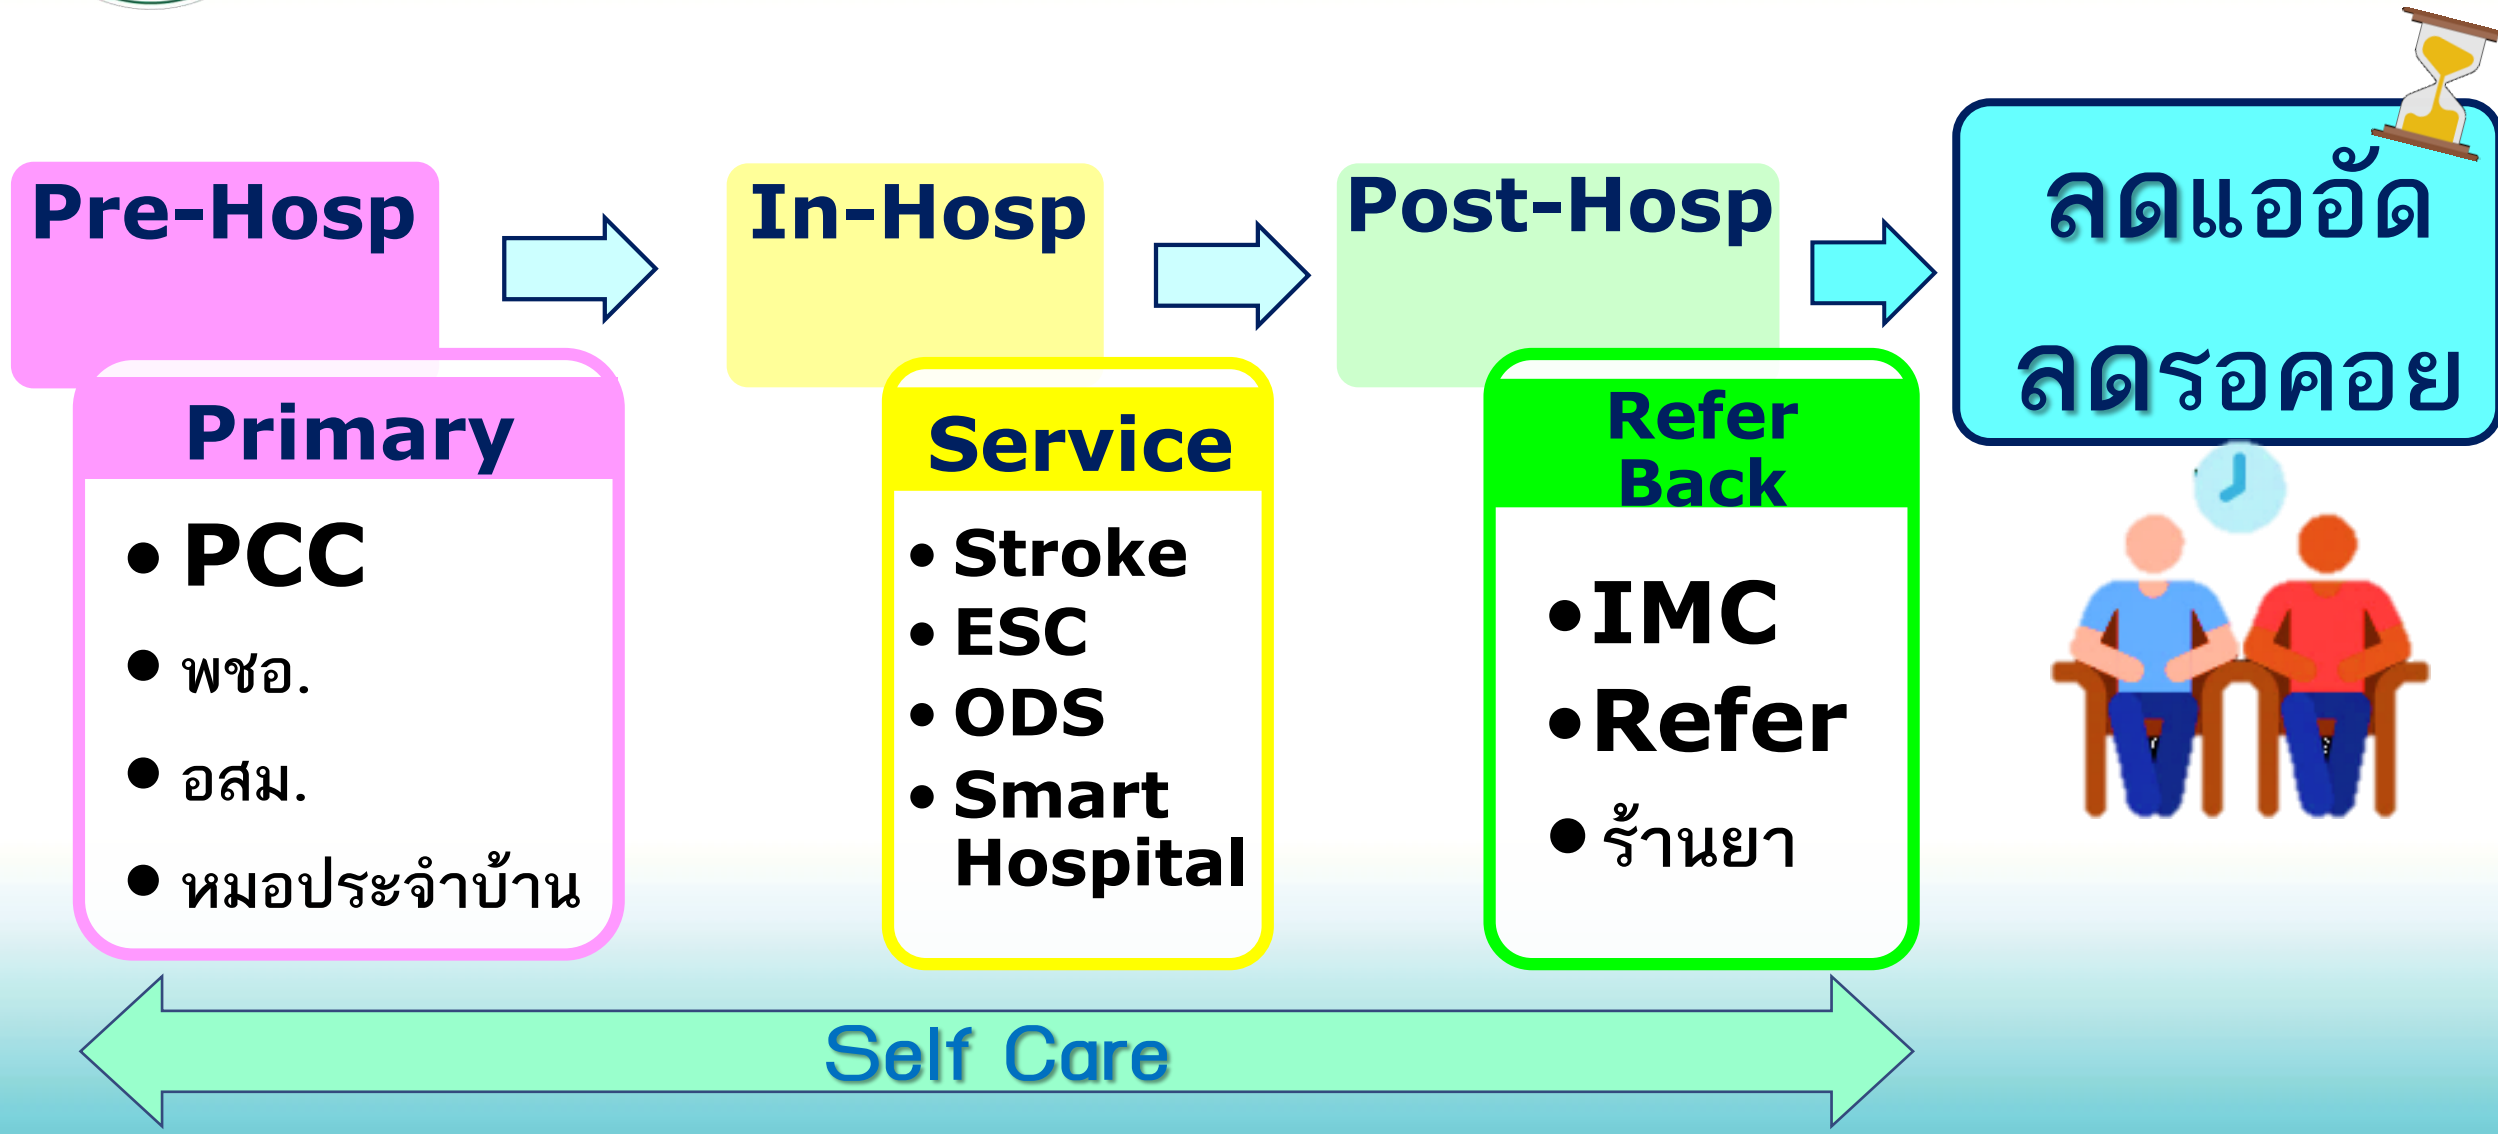 Pre-Hosp
Primary
PCC
พชอ.
อสม.
หมอประจำบ้าน
In-Hosp
Service
Stroke
ESC
ODS
Smart
Hospital
Post-Hosp
Refer
Back
IMC
Refer
ร้านยา
ลดแออัด
ลดรอคอย
Self Care